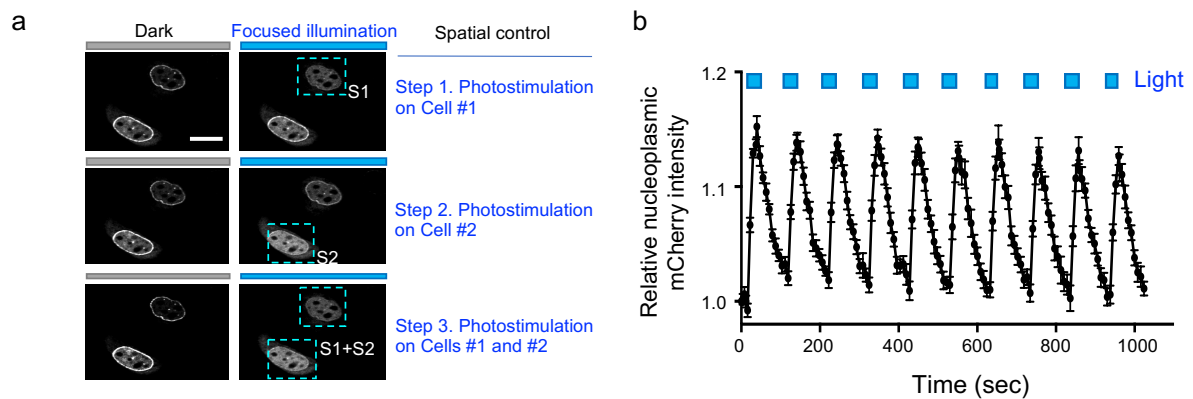 a
Dark
Focused illumination
Spatial control
S1
Step 1. Photostimulation
on Cell #1
S2
Step 2. Photostimulation
on Cell #2
S1+S2
Step 3. Photostimulation
on Cells #1 and #2
b
Light
Relative nucleoplasmic
mCherry intensity
1.2
1.1
1.0
0
200
400
600
800
1000
Time (sec)